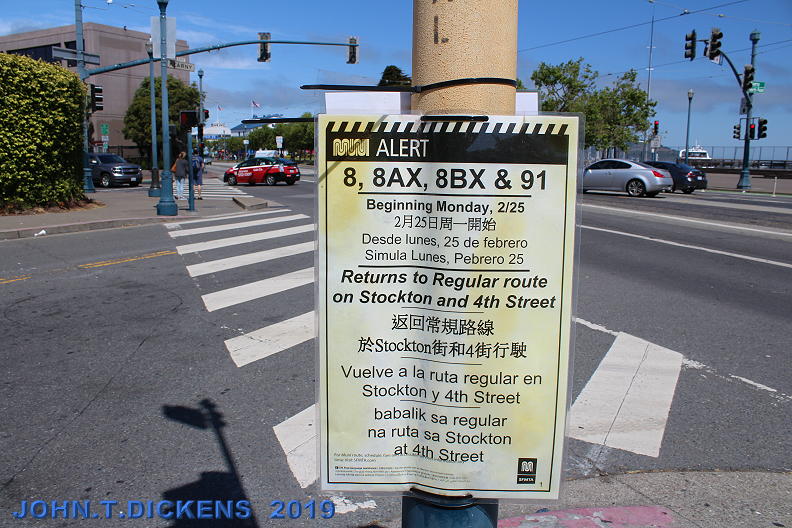 KEARNY
L
MUNI ALERT
8, 8AX, 8BX & 91
Beginning Monday, 2/25
2月25日周一開始
Desde lunes, 25 de febrero
Simula Lunes, Pebrero 25
Returns to Regular route
on Stockton and 4th Street
返回常規路線
於Stockton街和4街行駛
Vuelve a la ruta regular en
Stockton y 4th Street
babalik sa regular
na ruta sa Stockton
at 4th Street
SFMTA
JOHN.T.DICKENS 2019